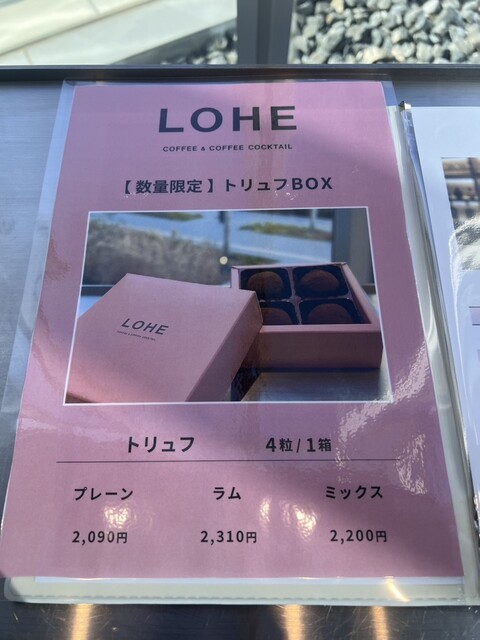 LOHE
COFFEE & COFFEE COCKTAIL
【 数量限定 】トリュフBOX
LOHE
トリュフ 4粒 / 1箱
プレーン ラム ミックス
2,090円 2,310円 2,200円